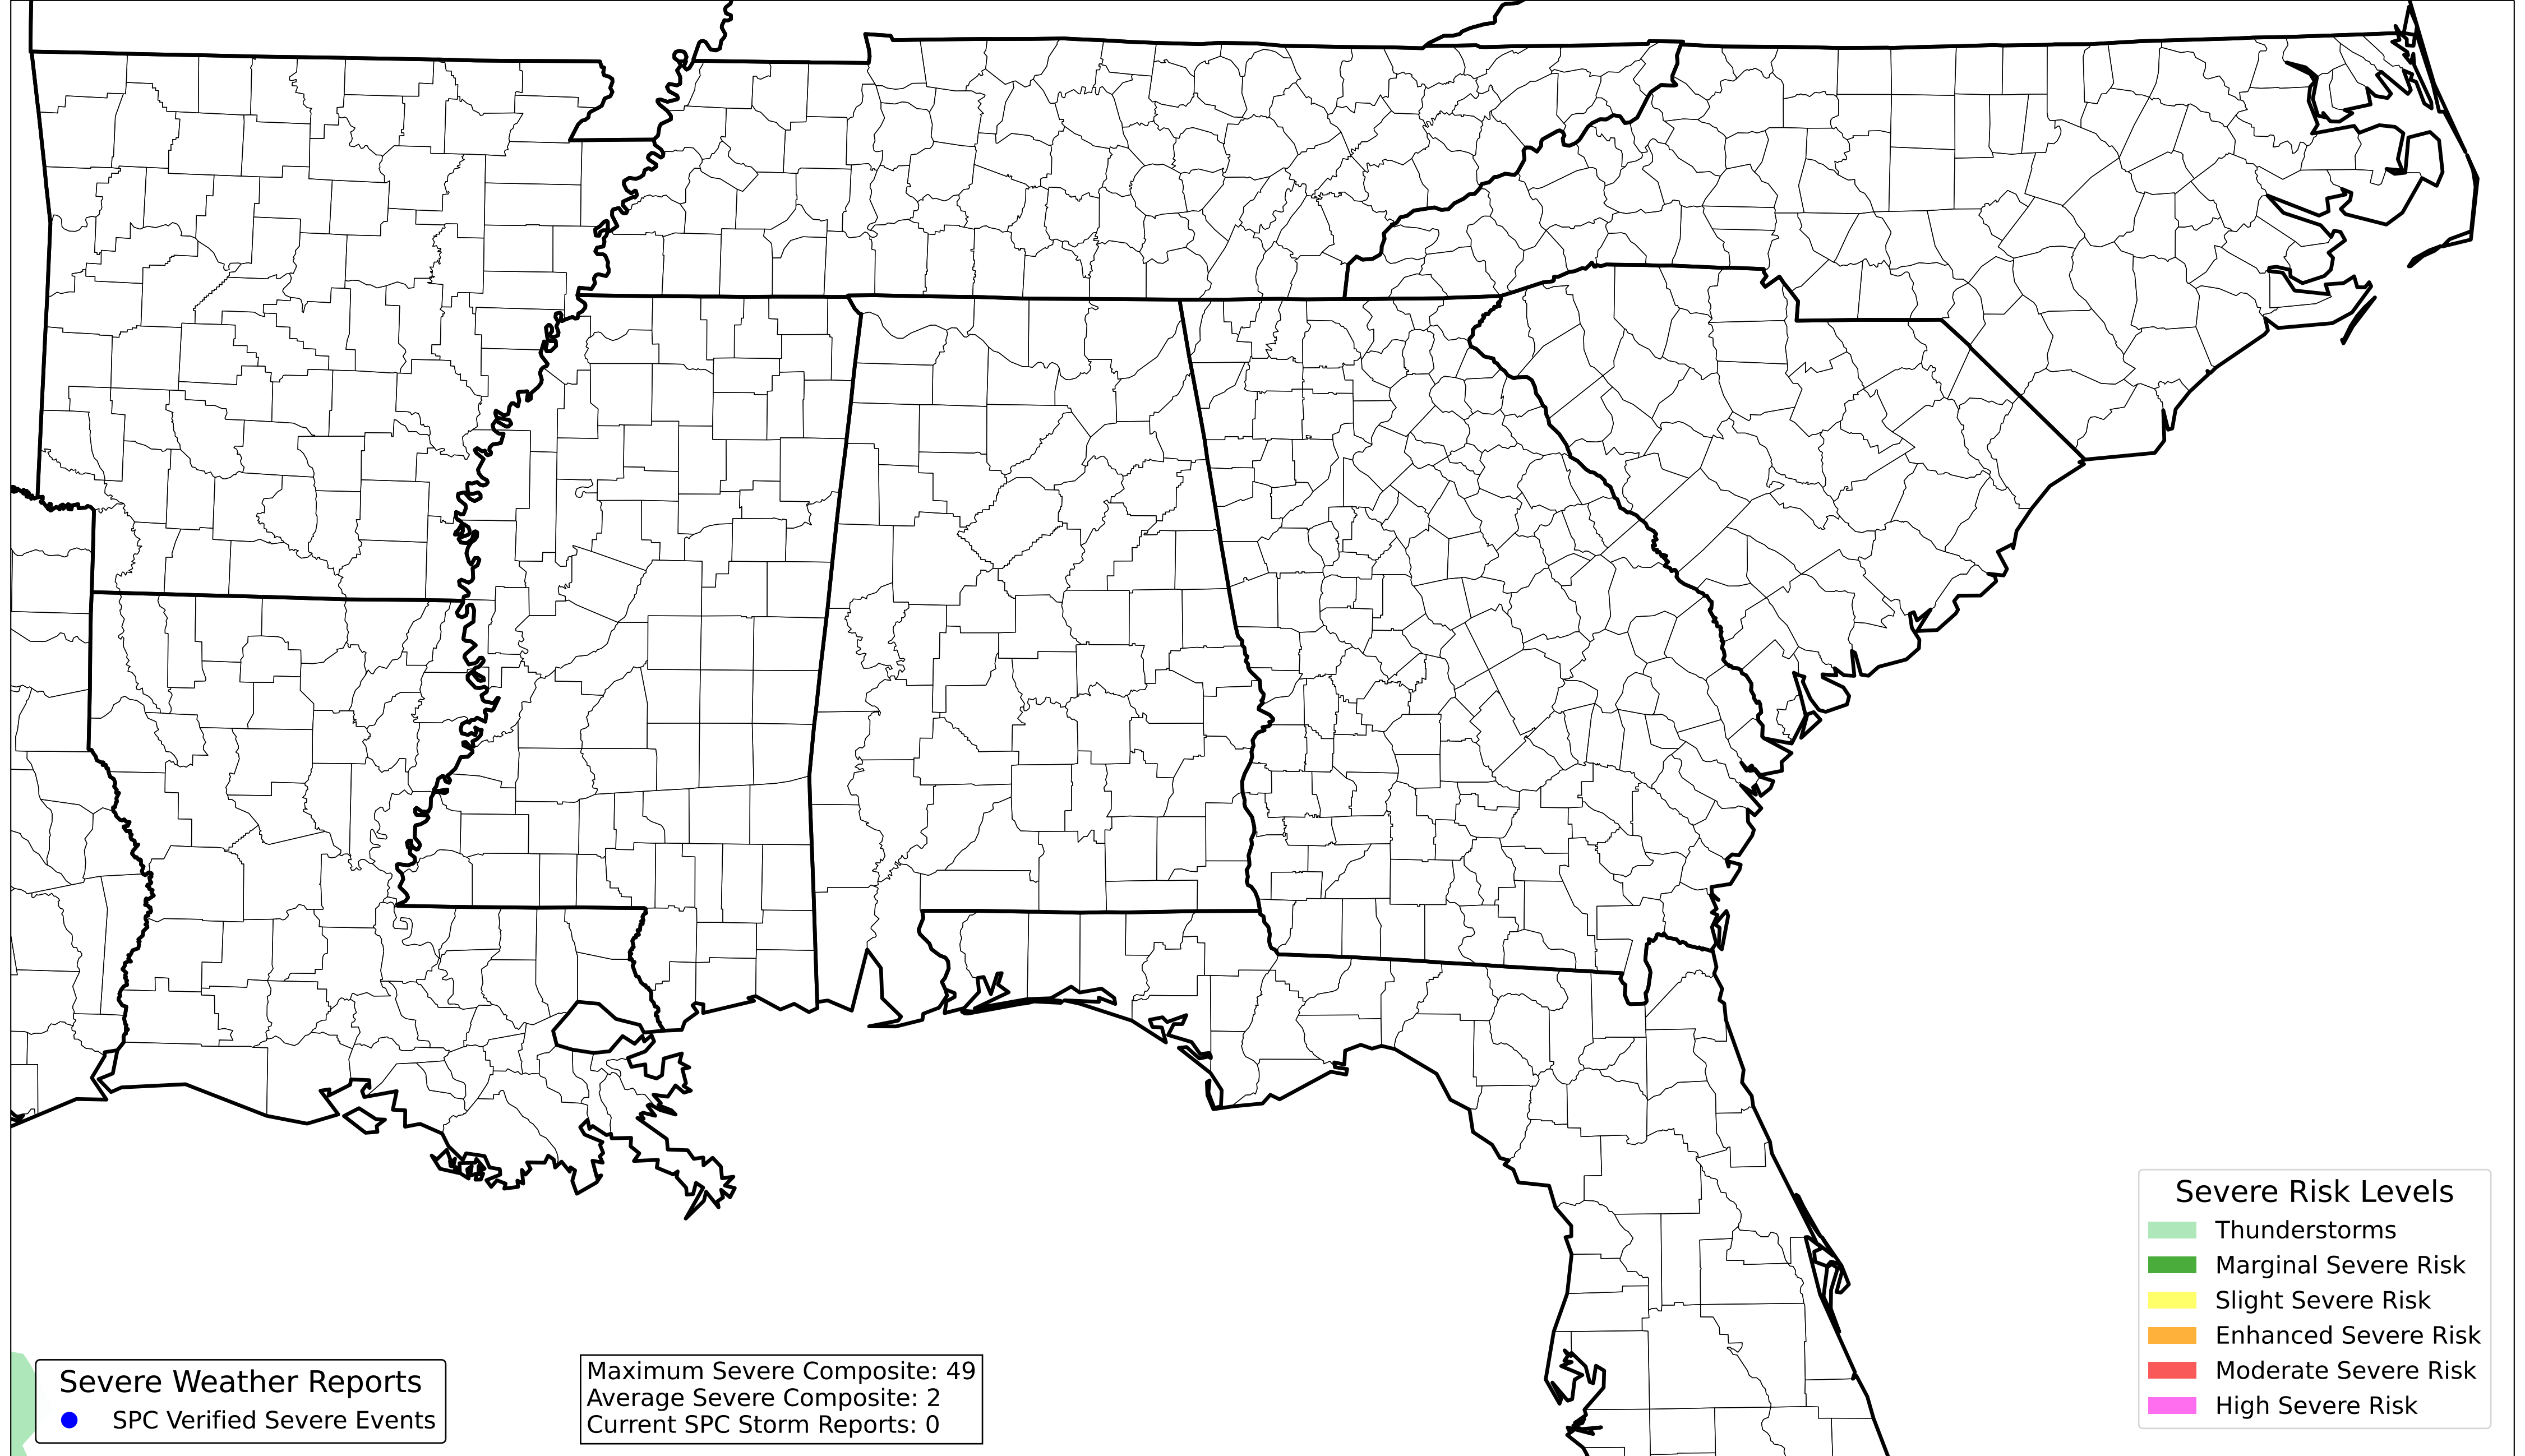 Severe Risk Levels
Thunderstorms
Marginal Severe Risk
Slight Severe Risk
Enhanced Severe Risk
Moderate Severe Risk
High Severe Risk
Severe Weather Reports
SPC Verified Severe Events
Maximum Severe Composite: 49
Average Severe Composite: 2
Current SPC Storm Reports: 0